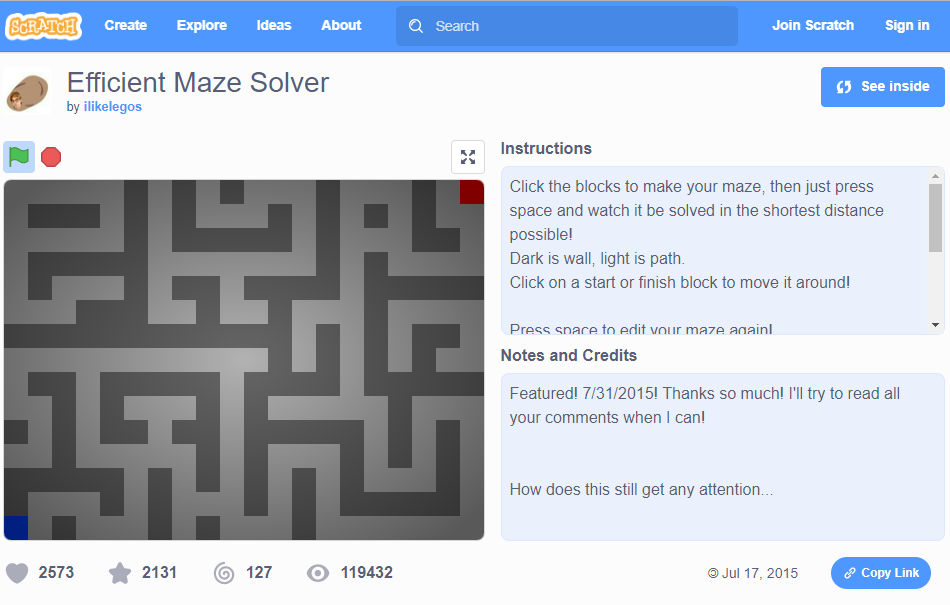 SCRATCH Create Explore Ideas About Search Join Scratch Sign in
Efficient Maze Solver
by ilikelegos
See inside
Instructions
Click the blocks to make your maze, then just press
space and watch it be solved in the shortest distance
possible!
Dark is wall, light is path.
Click on a start or finish block to move it around!
Press space to edit your maze again!
Notes and Credits
Featured! 7/31/2015! Thanks so much! I'll try to read all
your comments when I can!
How does this still get any attention...
2573 2131 127 119432
© Jul 17, 2015
Copy Link